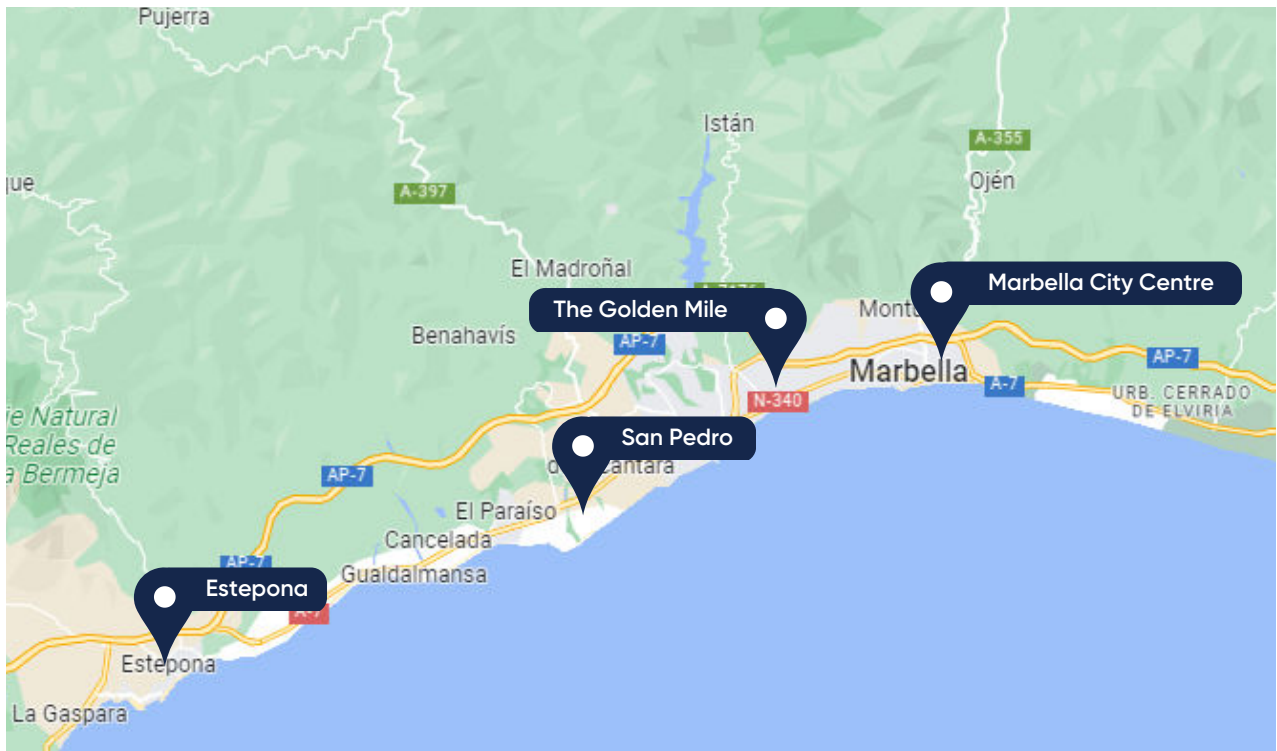 Pujerra
Istán
A-355
Ojén
que
A-397
El Madroñal
Marbella City Centre
The Golden Mile
Mont
Benahavís
AP-7
AP-7
Marbella
A-7
N-340
URB. CERRADO
DE ELVIRIA
ie Natural
Reales de
a Bermeja
San Pedro
cántara
AP-7
El Paraíso
Cancelada
AP-7
Gualdalmansa
Estepona
A-7
Estepona
La Gaspara